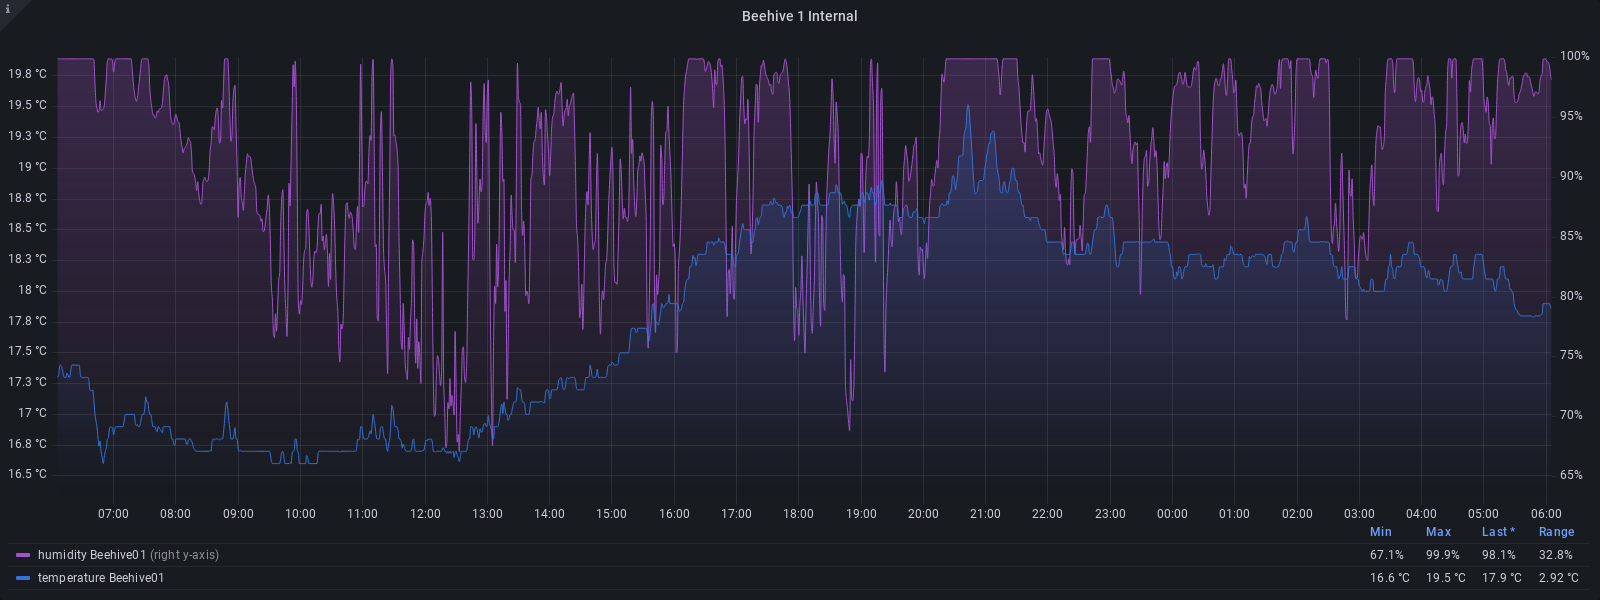 i
Beehive 1 Internal
19.8 °C
19.5 °C
19.3 °C
19 °C
18.8 °C
18.5 °C
18.3 °C
18 °C
17.8 °C
17.5 °C
17.3 °C
17 °C
16.8 °C
16.5 °C
100%
95%
90%
85%
80%
75%
70%
65%
07:00 08:00 09:00 10:00 11:00 12:00 13:00 14:00 15:00 16:00 17:00 18:00 19:00 20:00 21:00 22:00 23:00 00:00 01:00 02:00 03:00 04:00 05:00 06:00
Min Max Last * Range
humidity Beehive01 (right y-axis) 67.1% 99.9% 98.1% 32.8%
temperature Beehive01 16.6 °C 19.5 °C 17.9 °C 2.92 °C